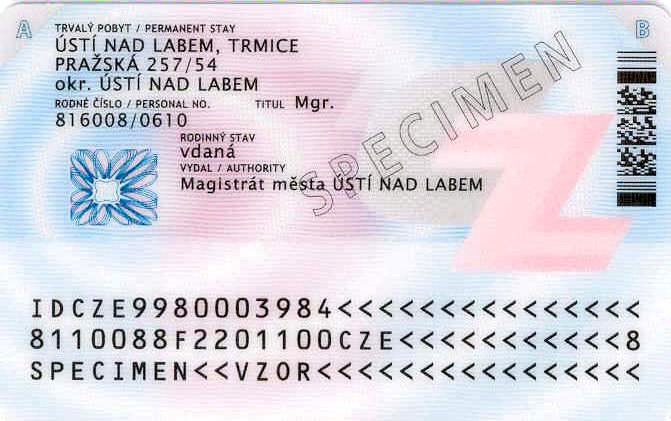 A
B
TRVALÝ POBYT / PERMANENT STAY
ÚSTÍ NAD LABEM, TRMICE
PRAŽSKÁ 257/54
okr. ÚSTÍ NAD LABEM
RODNÉ ČÍSLO / PERSONAL NO. TITUL Mgr.
816008/0610
RODINNÝ STAV
vdaná
VYDAL / AUTHORITY
Magistrát města ÚSTÍ NAD LABEM
SPECIMEN
IDCZE9980003984<<<<<<<<<<<<<<<
8110088F2201100CZE<<<<<<<<<<<8
SPECIMEN<<VZOR<<<<<<<<<<<<<<<<